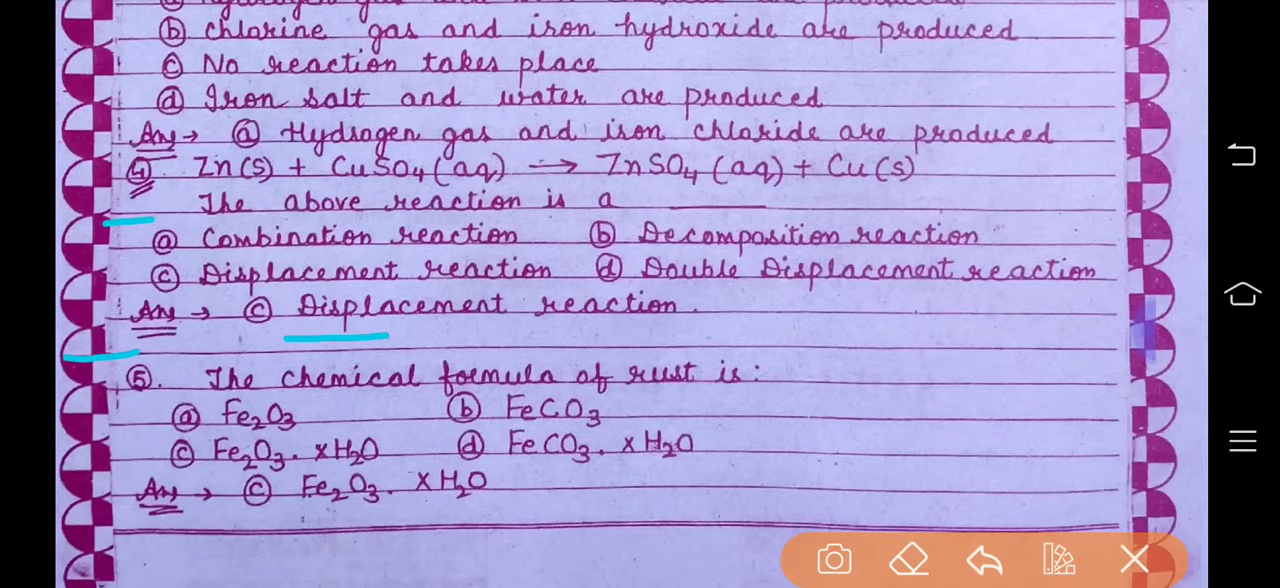 ⓑ chlorine gas and iron hydroxide are produced
ⓒ No reaction takes place
ⓓ Iron salt and water are produced
Ans → ⓐ Hydrogen gas and iron chloride are produced
④ Zn(s) + CuSO₄(aq) → ZnSO₄(aq) + Cu(s)
The above reaction is a ______
ⓐ Combination reaction ⓑ Decomposition reaction
ⓒ Displacement reaction ⓓ Double Displacement reaction
Ans → ⓒ Displacement reaction.
⑤. The chemical formula of rust is:
ⓐ Fe₂O₃ ⓑ FeCO₃
ⓒ Fe₂O₃. xH₂O ⓓ FeCO₃. xH₂O
Ans → ⓒ Fe₂O₃. xH₂O